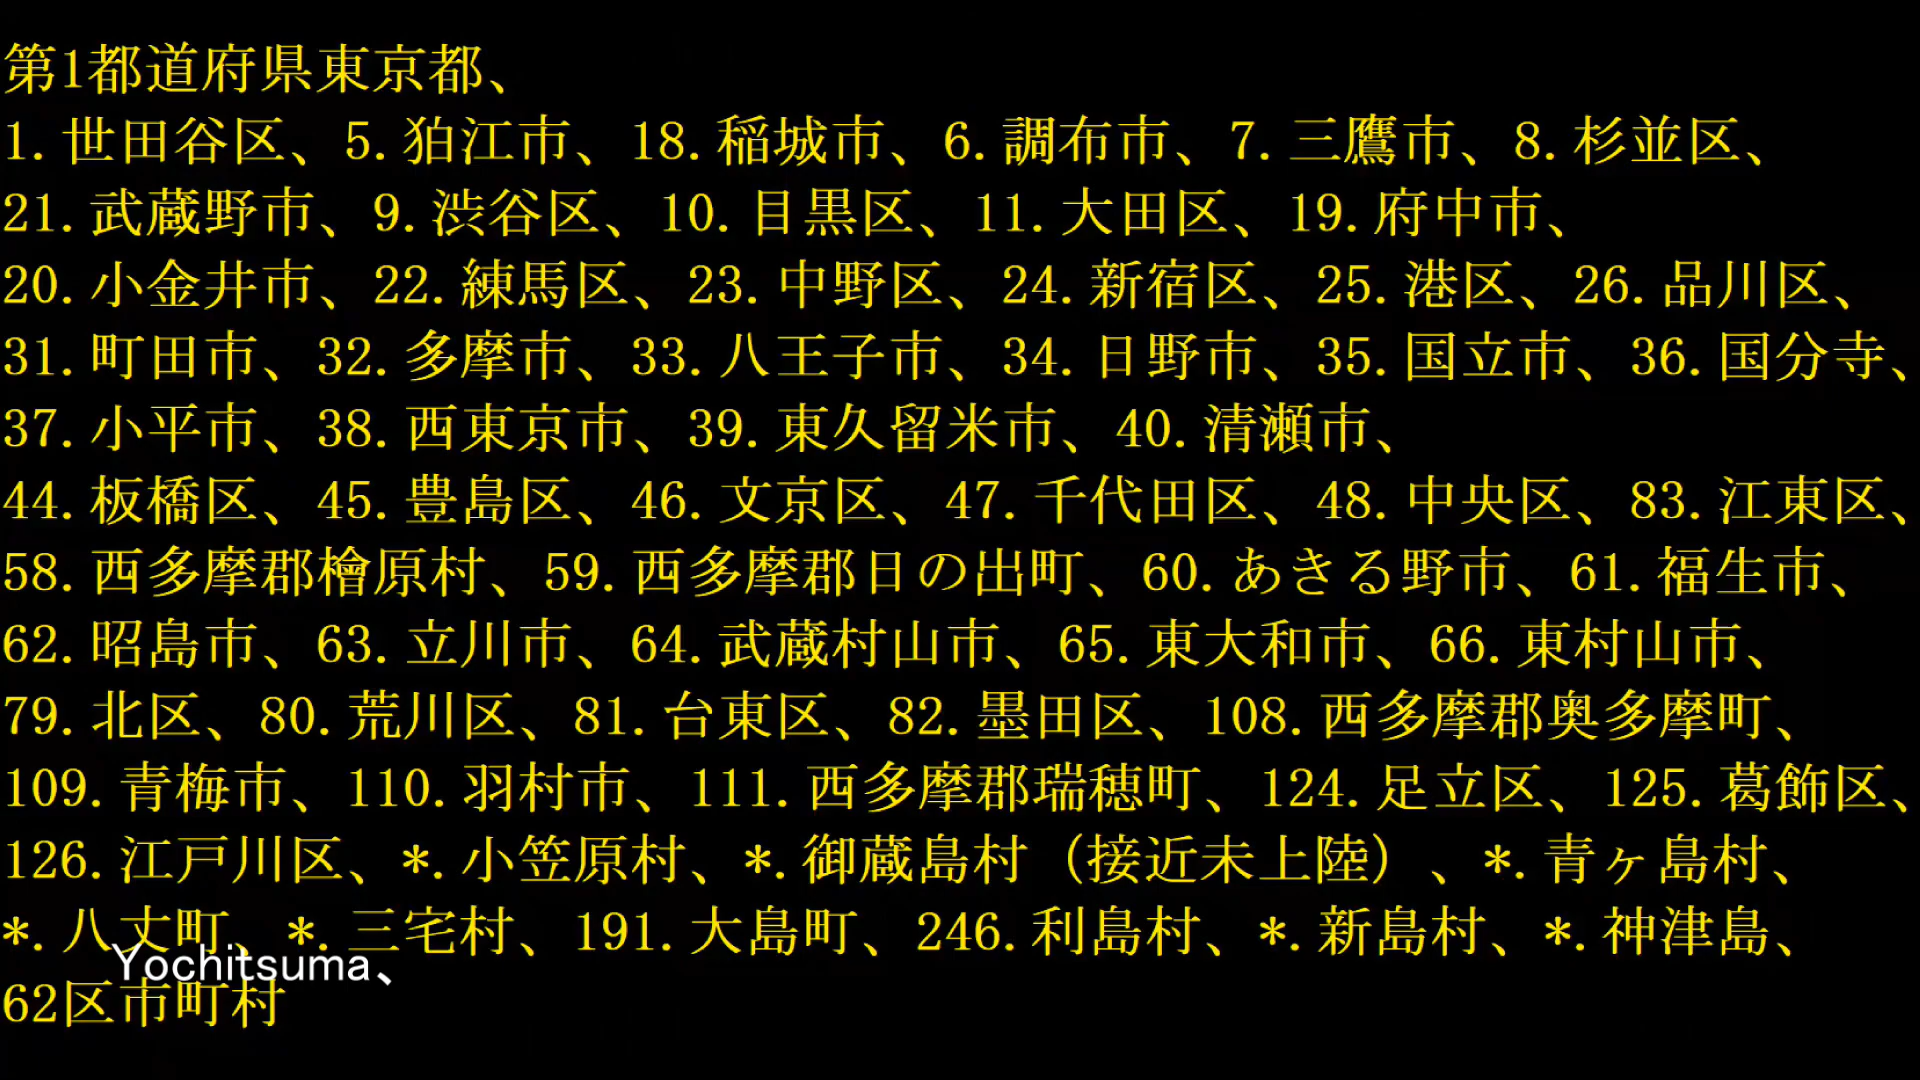 第1都道府県東京都、
1.世田谷区、5.狛江市、18.稲城市、6.調布市、7.三鷹市、8.杉並区、
21.武蔵野市、9.渋谷区、10.目黒区、11.大田区、19.府中市、
20.小金井市、22.練馬区、23.中野区、24.新宿区、25.港区、26.品川区、
31.町田市、32.多摩市、33.八王子市、34.日野市、35.国立市、36.国分寺、
37.小平市、38.西東京市、39.東久留米市、40.清瀬市、
44.板橋区、45.豊島区、46.文京区、47.千代田区、48.中央区、83.江東区、
58.西多摩郡檜原村、59.西多摩郡日の出町、60.あきる野市、61.福生市、
62.昭島市、63.立川市、64.武蔵村山市、65.東大和市、66.東村山市、
79.北区、80.荒川区、81.台東区、82.墨田区、108.西多摩郡奥多摩町、
109.青梅市、110.羽村市、111.西多摩郡瑞穂町、124.足立区、125.葛飾区、
126.江戸川区、*.小笠原村、*.御蔵島村（接近未上陸）、*.青ヶ島村、
*.八丈町、*.三宅村、191.大島町、246.利島村、*.新島村、*.神津島、
Yochitsuma、
62区市町村